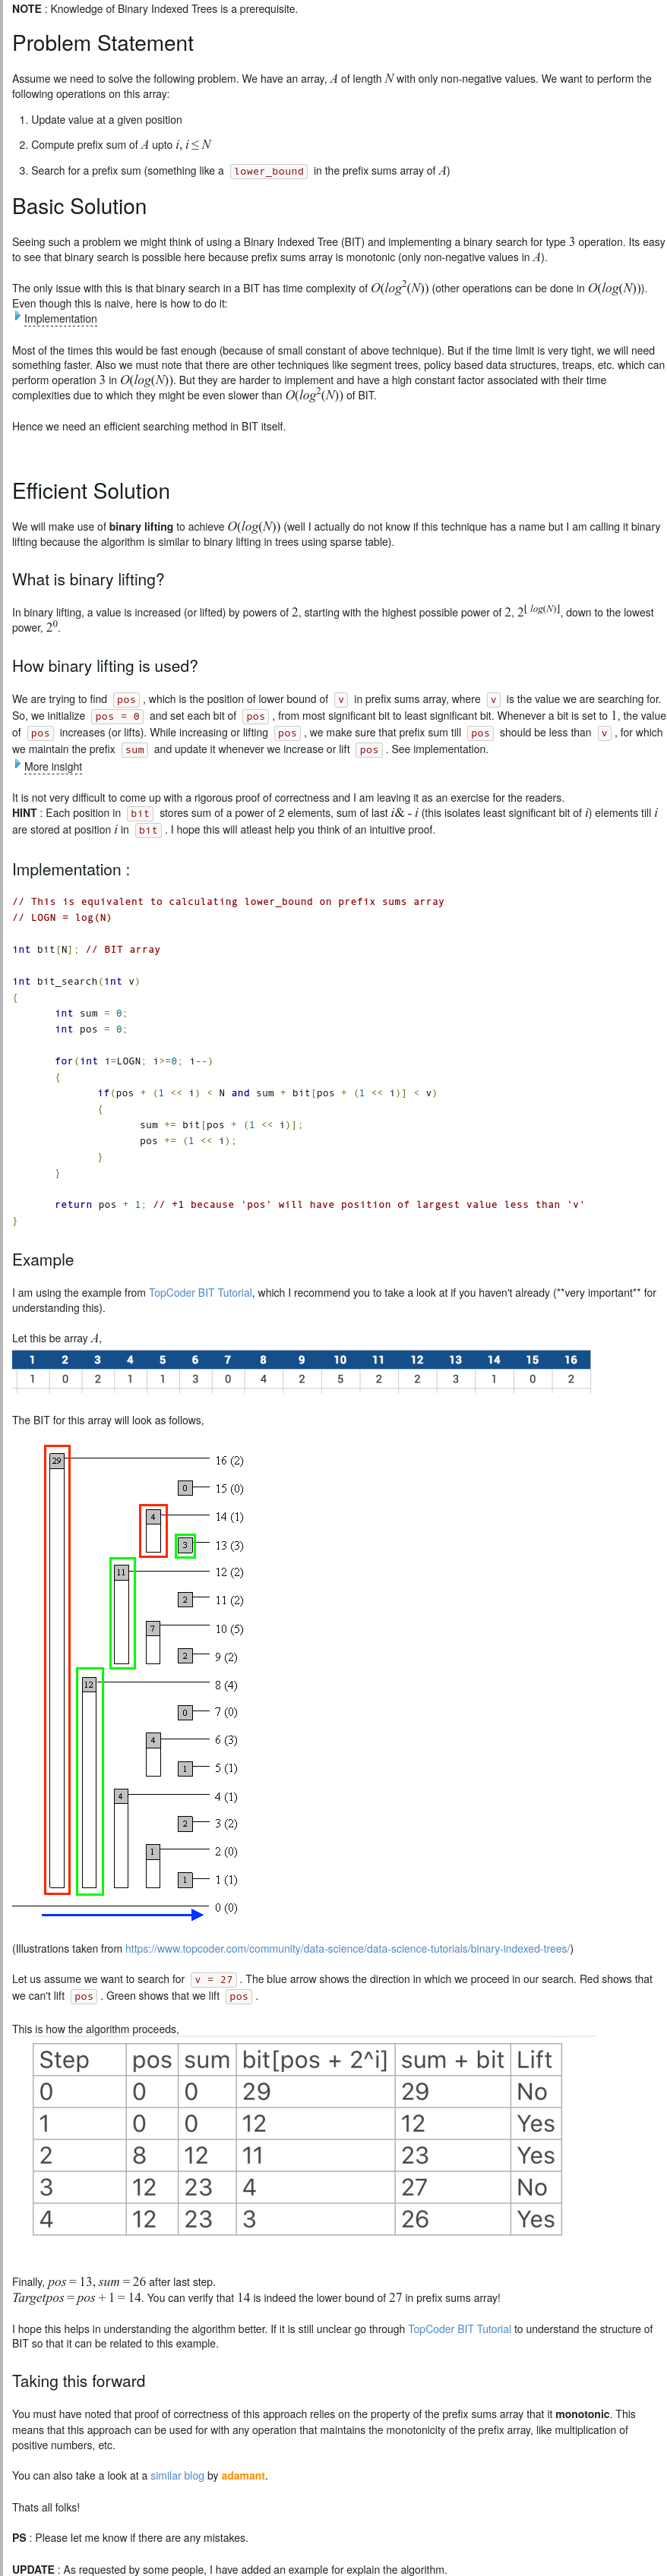 NOTE : Knowledge of Binary Indexed Trees is a prerequisite.
Problem Statement
Assume we need to solve the following problem. We have an array, A of length N with only non-negative values. We want to perform the
following operations on this array:
1. Update value at a given position
2. Compute prefix sum of A upto i, i ≤ N
3. Search for a prefix sum (something like a lower_bound in the prefix sums array of A)
Basic Solution
Seeing such a problem we might think of using a Binary Indexed Tree (BIT) and implementing a binary search for type 3 operation. Its easy
to see that binary search is possible here because prefix sums array is monotonic (only non-negative values in A).
The only issue with this is that binary search in a BIT has time complexity of O(log²(N)) (other operations can be done in O(log(N))).
Even though this is naive, here is how to do it:
Implementation
Most of the times this would be fast enough (because of small constant of above technique). But if the time limit is very tight, we will need
something faster. Also we must note that there are other techniques like segment trees, policy based data structures, treaps, etc. which can
perform operation 3 in O(log(N)). But they are harder to implement and have a high constant factor associated with their time
complexities due to which they might be even slower than O(log²(N)) of BIT.
Hence we need an efficient searching method in BIT itself.
Efficient Solution
We will make use of binary lifting to achieve O(log(N)) (well I actually do not know if this technique has a name but I am calling it binary
lifting because the algorithm is similar to binary lifting in trees using sparse table).
What is binary lifting?
In binary lifting, a value is increased (or lifted) by powers of 2, starting with the highest possible power of 2, 2^⌊ log(N)⌋, down to the lowest
power, 2⁰.
How binary lifting is used?
We are trying to find pos , which is the position of lower bound of v in prefix sums array, where v is the value we are searching for.
So, we initialize pos = 0 and set each bit of pos , from most significant bit to least significant bit. Whenever a bit is set to 1, the value
of pos increases (or lifts). While increasing or lifting pos , we make sure that prefix sum till pos should be less than v , for which
we maintain the prefix sum and update it whenever we increase or lift pos . See implementation.
More insight
It is not very difficult to come up with a rigorous proof of correctness and I am leaving it as an exercise for the readers.
HINT : Each position in bit stores sum of a power of 2 elements, sum of last i& - i (this isolates least significant bit of i) elements till i
are stored at position i in bit . I hope this will atleast help you think of an intuitive proof.
Implementation :
// This is equivalent to calculating lower_bound on prefix sums array
// LOGN = log(N)
int bit[N]; // BIT array
int bit_search(int v)
{
int sum = 0;
int pos = 0;
for(int i=LOGN; i>=0; i--)
{
if(pos + (1 << i) < N and sum + bit[pos + (1 << i)] < v)
{
sum += bit[pos + (1 << i)];
pos += (1 << i);
}
}
return pos + 1; // +1 because 'pos' will have position of largest value less than 'v'
}
Example
I am using the example from TopCoder BIT Tutorial, which I recommend you to take a look at if you haven't already (**very important** for
understanding this).
Let this be array A,
1 2 3 4 5 6 7 8 9 10 11 12 13 14 15 16
1 0 2 1 1 3 0 4 2 5 2 2 3 1 0 2
The BIT for this array will look as follows,
29 16 (2)
0 15 (0)
4 14 (1)
3 13 (3)
11 12 (2)
2 11 (2)
7 10 (5)
2 9 (2)
12 8 (4)
0 7 (0)
4 6 (3)
1 5 (1)
4 4 (1)
2 3 (2)
1 2 (0)
1 1 (1)
0 (0)
(Illustrations taken from https://www.topcoder.com/community/data-science/data-science-tutorials/binary-indexed-trees/)
Let us assume we want to search for v = 27 . The blue arrow shows the direction in which we proceed in our search. Red shows that
we can't lift pos . Green shows that we lift pos .
This is how the algorithm proceeds,
Step pos sum bit[pos + 2^i] sum + bit Lift
0 0 0 29 29 No
1 0 0 12 12 Yes
2 8 12 11 23 Yes
3 12 23 4 27 No
4 12 23 3 26 Yes
Finally, pos = 13, sum = 26 after last step.
Targetpos = pos + 1 = 14. You can verify that 14 is indeed the lower bound of 27 in prefix sums array!
I hope this helps in understanding the algorithm better. If it is still unclear go through TopCoder BIT Tutorial to understand the structure of
BIT so that it can be related to this example.
Taking this forward
You must have noted that proof of correctness of this approach relies on the property of the prefix sums array that it monotonic. This
means that this approach can be used for with any operation that maintains the monotonicity of the prefix array, like multiplication of
positive numbers, etc.
You can also take a look at a similar blog by adamant.
Thats all folks!
PS : Please let me know if there are any mistakes.
UPDATE : As requested by some people, I have added an example for explain the algorithm.